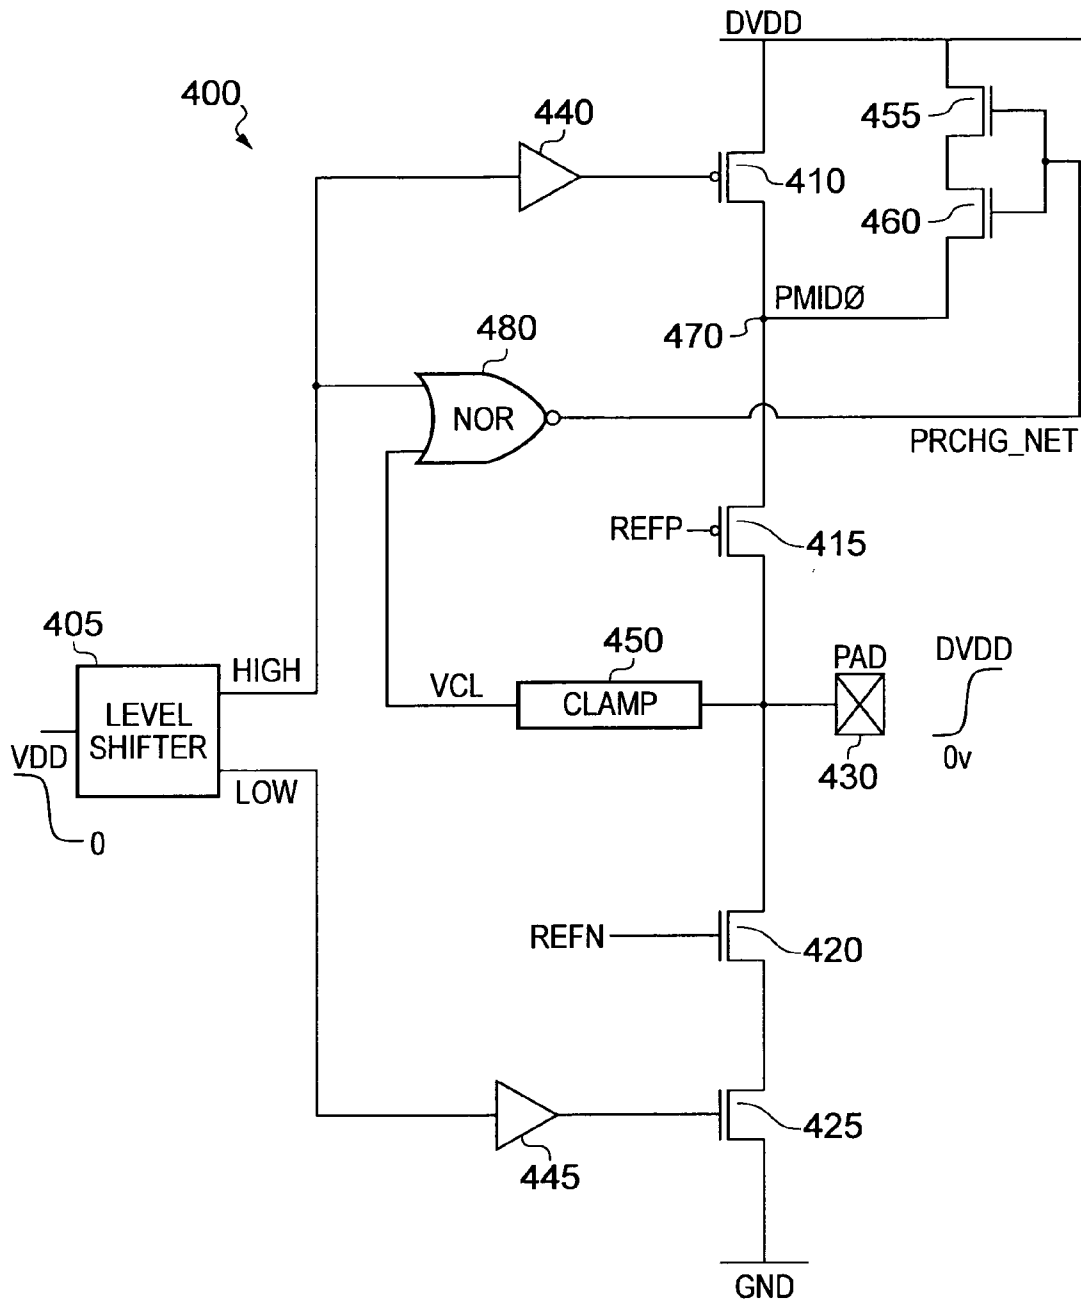 DVDD
400
440
455
410
460
PMIDØ
470
480
NOR
PRCHG_NET
REFP
415
405
HIGH
450
PAD
DVDD
VCL
CLAMP
LEVEL
SHIFTER
VDD
LOW
430
0v
0
REFN
420
425
445
GND